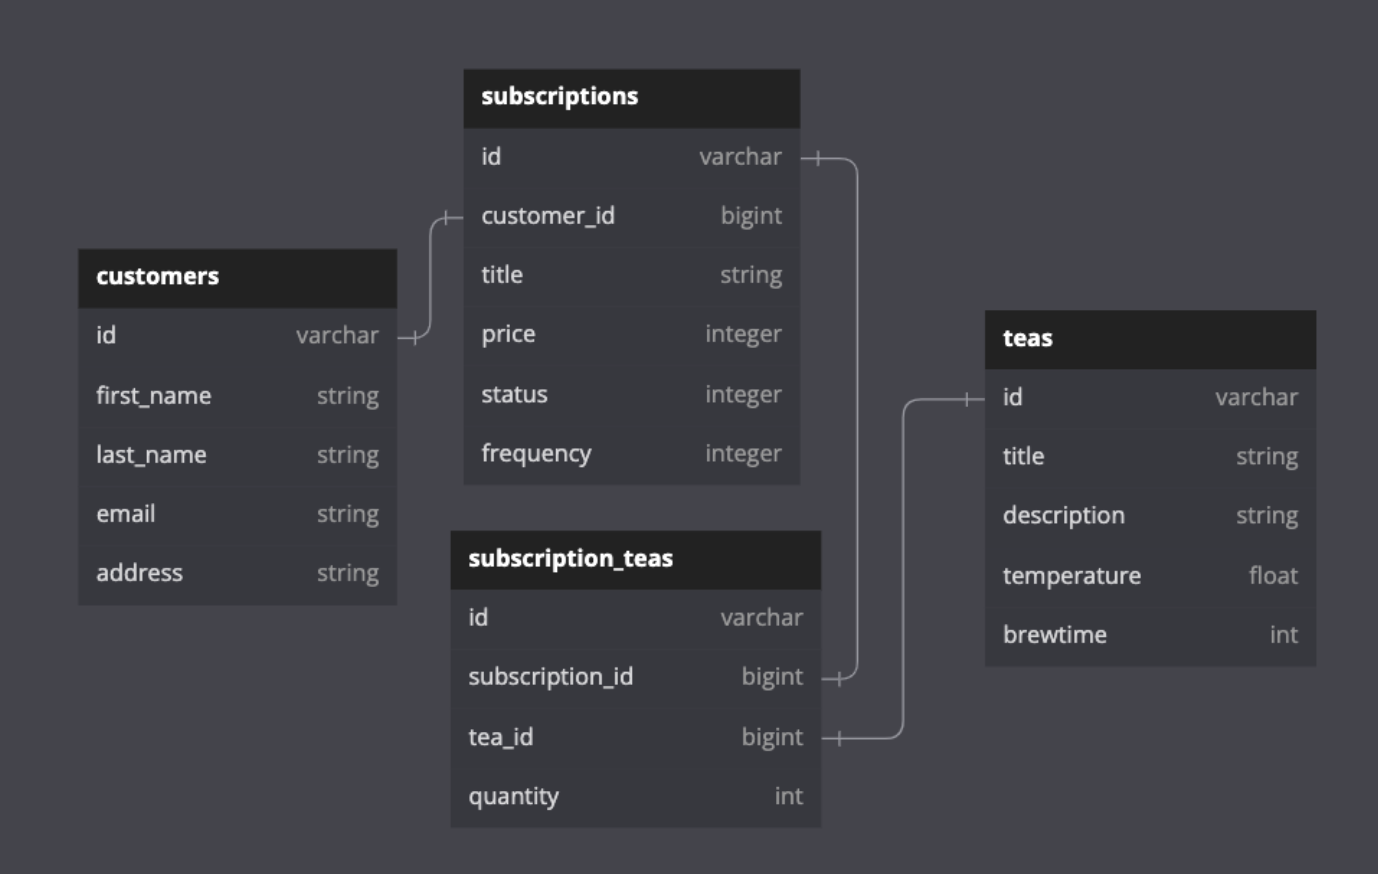 subscriptions
id varchar
customer_id bigint
title string
price integer
status integer
frequency integer
customers
id varchar
first_name string
last_name string
email string
address string
teas
id varchar
title string
description string
temperature float
brewtime int
subscription_teas
id varchar
subscription_id bigint
tea_id bigint
quantity int